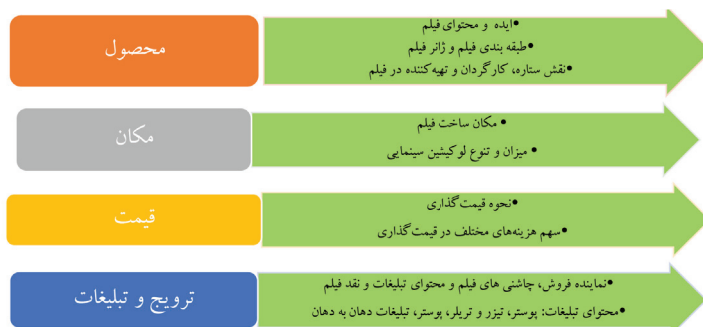 محصول
•ایده و محتوای فیلم
•طبقه بندی فیلم و ژانر فیلم
•نقش ستاره، کارگردان و تهیه‌کننده در فیلم
مکان
• مکان ساخت فیلم
• میزان و تنوع لوکیشین سینمایی
قیمت
•نحوه قیمت‌گذاری
•سهم هزینه‌های مختلف در قیمت‌گذاری
ترویج و تبلیغات
•نماینده فروش، چاشنی های فیلم و محتوای تبلیغات و نقد فیلم
•محتوای تبلیغات: پوستر، تیزر و تریلر، پوستر، تبلیغات دهان به دهان